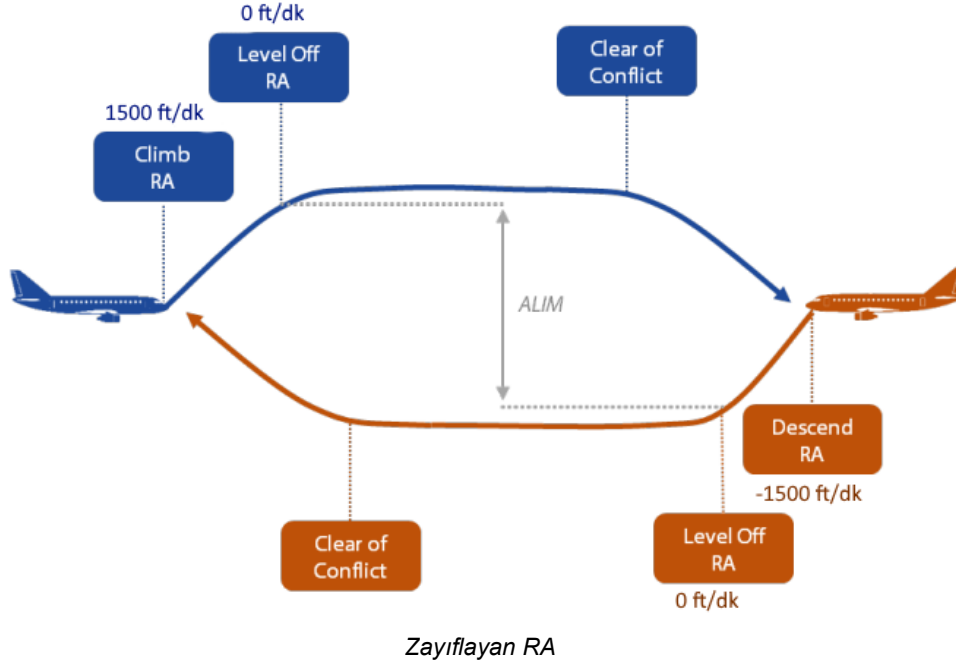 0 ft/dk
Level Off
RA
Clear of
Conflict
1500 ft/dk
Climb
RA
ALIM
Descend
RA
-1500 ft/dk
Clear of
Conflict
Level Off
RA
0 ft/dk
Zayıflayan RA